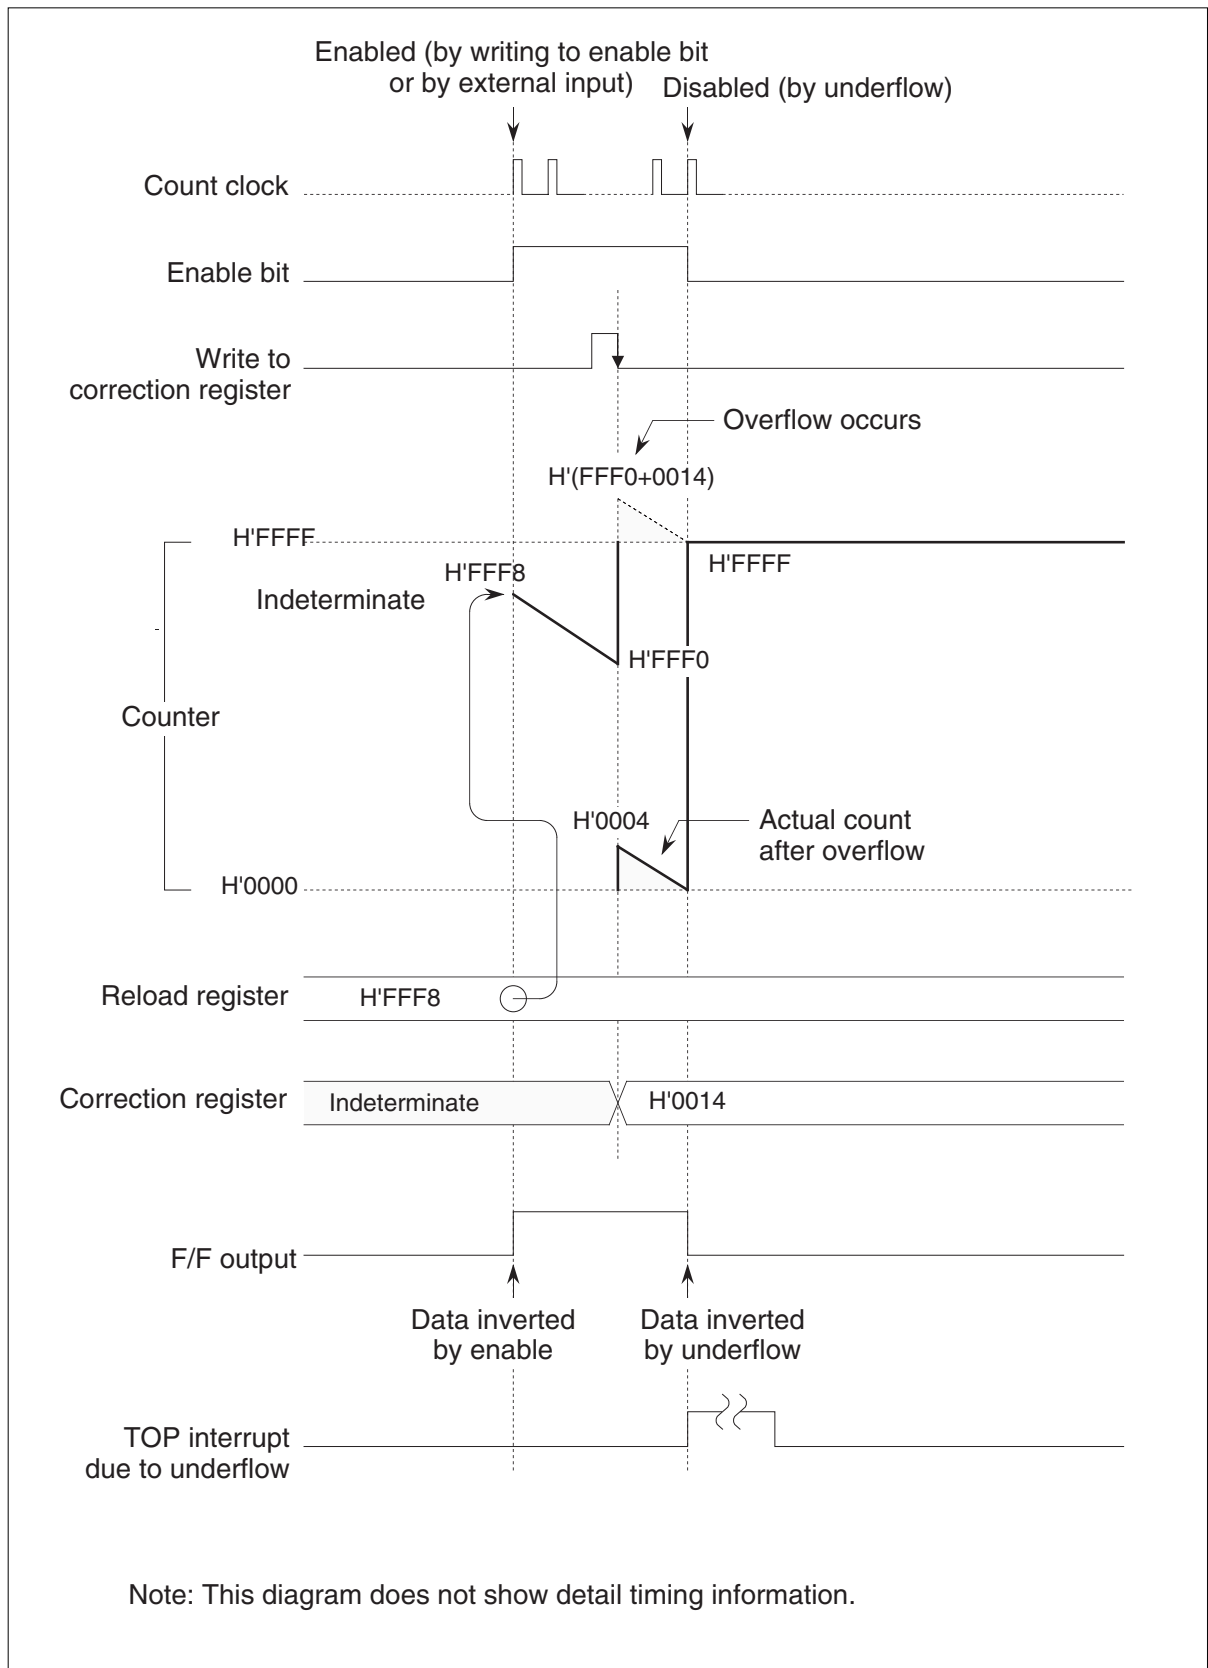 Enabled (by writing to enable bit
or by external input)
Disabled (by underflow)
Count clock
Enable bit
Write to
correction register
Overflow occurs
H'(FFF0+0014)
H'FFFF
H'FFFF
H'FFF8
Indeterminate
H'FFF0
Counter
H'0004
Actual count
after overflow
H'0000
Reload register
H'FFF8
Correction register
Indeterminate
H'0014
F/F output
Data inverted
by enable
Data inverted
by underflow
TOP interrupt
due to underflow
Note: This diagram does not show detail timing information.